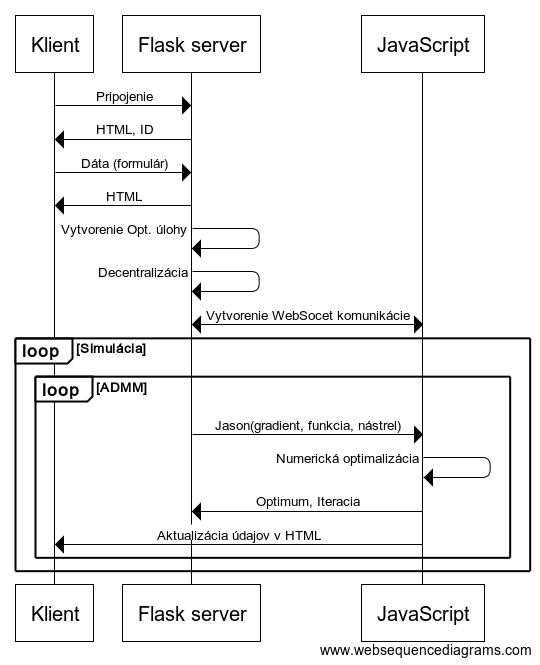 Klient
Flask server
JavaScript
Pripojenie
HTML, ID
Dáta (formulár)
HTML
Vytvorenie Opt. úlohy
Decentralizácia
Vytvorenie WebSocet komunikácie
loop [Simulácia]
loop [ADMM]
Jason(gradient, funkcia, nástrel)
Numerická optimalizácia
Optimum, Iteracia
Aktualizácia údajov v HTML
Klient
Flask server
JavaScript
www.websequencediagrams.com